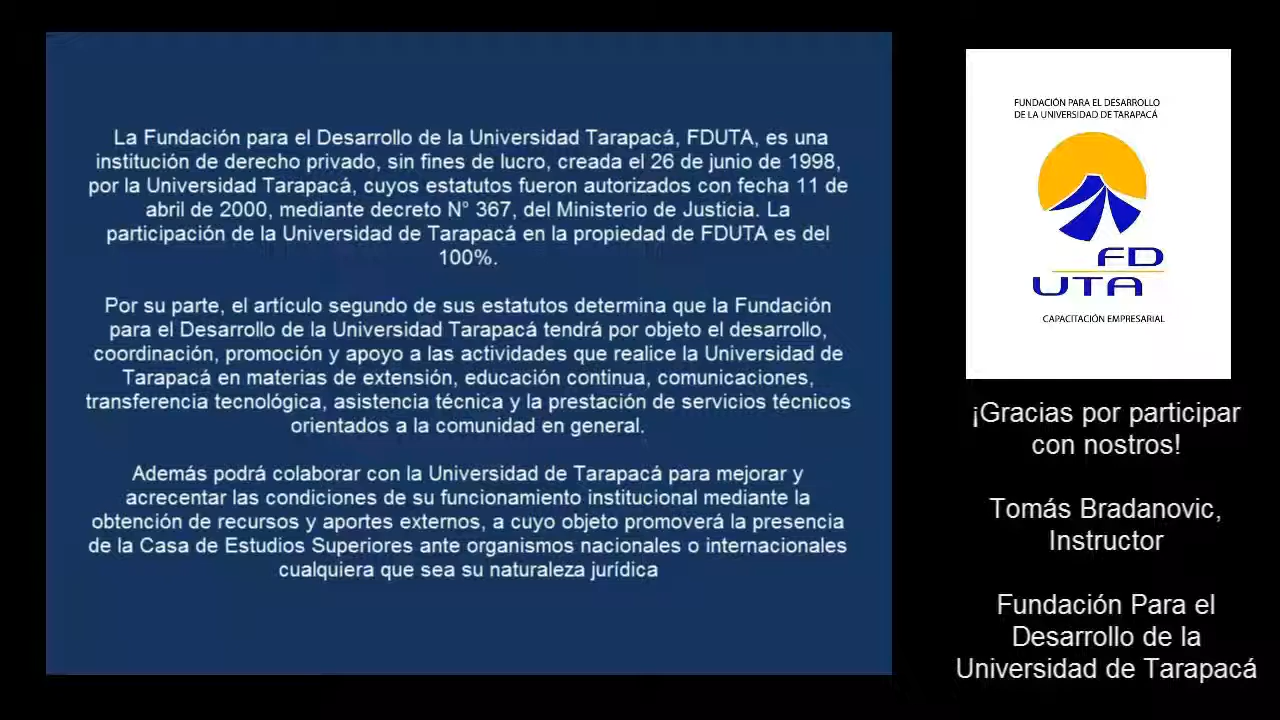 La Fundación para el Desarrollo de la Universidad Tarapacá, FDUTA, es una
institución de derecho privado, sin fines de lucro, creada el 26 de junio de 1998,
por la Universidad Tarapacá, cuyos estatutos fueron autorizados con fecha 11 de
abril de 2000, mediante decreto N° 367, del Ministerio de Justicia. La
participación de la Universidad de Tarapacá en la propiedad de FDUTA es del
100%.
Por su parte, el artículo segundo de sus estatutos determina que la Fundación
para el Desarrollo de la Universidad Tarapacá tendrá por objeto el desarrollo,
coordinación, promoción y apoyo a las actividades que realice la Universidad de
Tarapacá en materias de extensión, educación continua, comunicaciones,
transferencia tecnológica, asistencia técnica y la prestación de servicios técnicos
orientados a la comunidad en general.
Además podrá colaborar con la Universidad de Tarapacá para mejorar y
acrecentar las condiciones de su funcionamiento institucional mediante la
obtención de recursos y aportes externos, a cuyo objeto promoverá la presencia
de la Casa de Estudios Superiores ante organismos nacionales o internacionales
cualquiera que sea su naturaleza jurídica
FUNDACIÓN PARA EL DESARROLLO
DE LA UNIVERSIDAD DE TARAPACÁ
FD
UTA
CAPACITACIÓN EMPRESARIAL
¡Gracias por participar
con nostros!
Tomás Bradanovic,
Instructor
Fundación Para el
Desarrollo de la
Universidad de Tarapacá